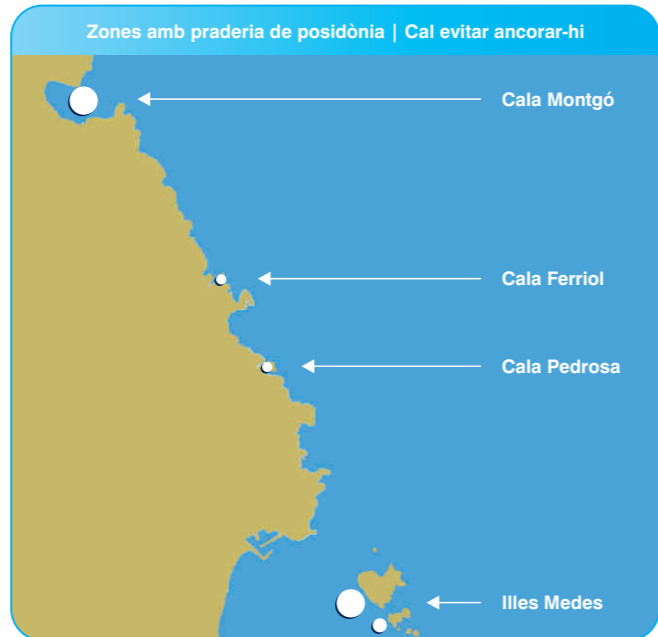 Zones amb praderia de posidònia | Cal evitar ancorar-hi
Cala Montgó
Cala Ferriol
Cala Pedrosa
Illes Medes